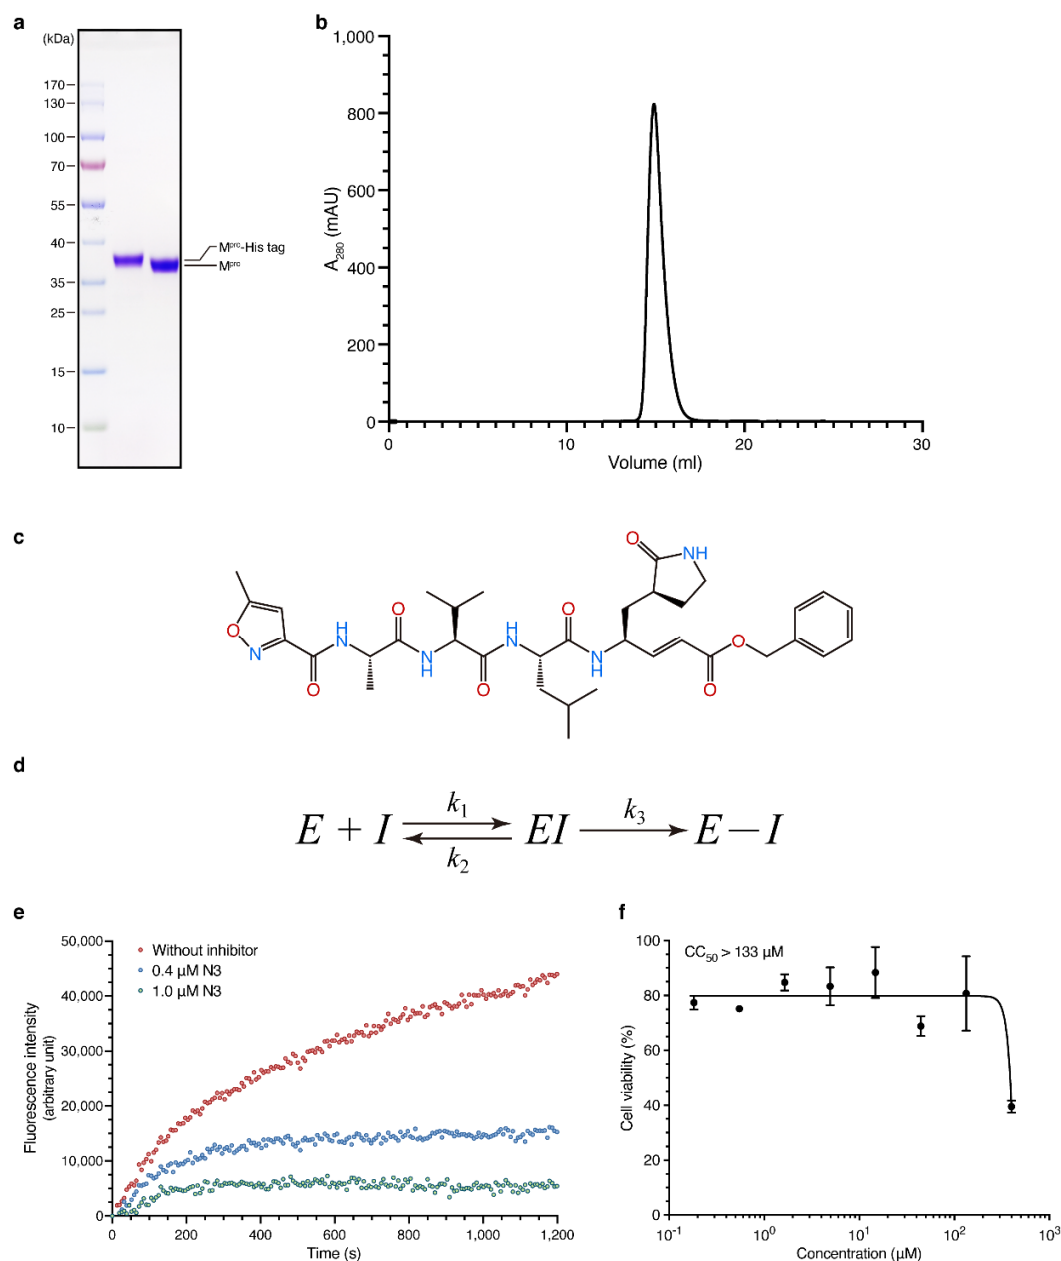 a
(kDa)
170
130
100
70
55
40
35
25
15
10
Mᵖʳᵒ-His tag
Mᵖʳᵒ
b
1,000
800
600
400
200
0
A₂₈₀ (mAU)
0 10 20 30
Volume (ml)
c
O NH
O N H N O
O H N O
H N O
H N O
O O
d
E + I k₁ k₂ EI k₃ E — I
e
50,000
40,000
30,000
20,000
10,000
0
Fluorescence intensity
(arbitrary unit)
Without inhibitor
0.4 µM N3
1.0 µM N3
0 200 400 600 800 1,000 1,200
Time (s)
f
100
80
60
40
20
0
Cell viability (%)
CC₅₀ > 133 µM
10⁻¹ 10⁰ 10¹ 10² 10³
Concentration (µM)